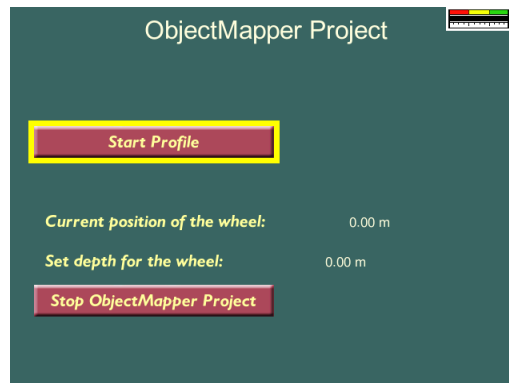 ObjectMapper Project
Start Profile
Current position of the wheel: 0.00 m
Set depth for the wheel: 0.00 m
Stop ObjectMapper Project